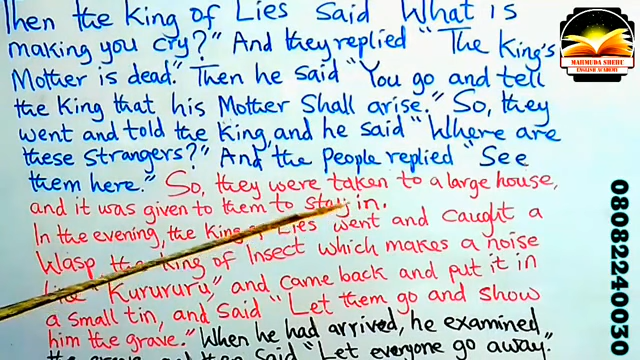 Then the King of Lies said "What is
making you cry?" And they replied "The King's
Mother is dead." Then he said "You go and tell
the King that his Mother Shall arise." So, they
went and told the King, and he said "Where are
these strangers?" And the People replied "See
them here." So, they were taken to a large house,
and it was given to them to stay in.
In the evening, the King of Lies went and Caught a
Wasp the King of Insect which makes a noise
like "Kurururu," and came back and put it in
a small tin, and said "Let them go and show
him the grave." When he had arrived, he examined
the grave and then said "Let everyone go away.
MAHMUDA SHEHU
ENGLISH ACADEMY
08082240030